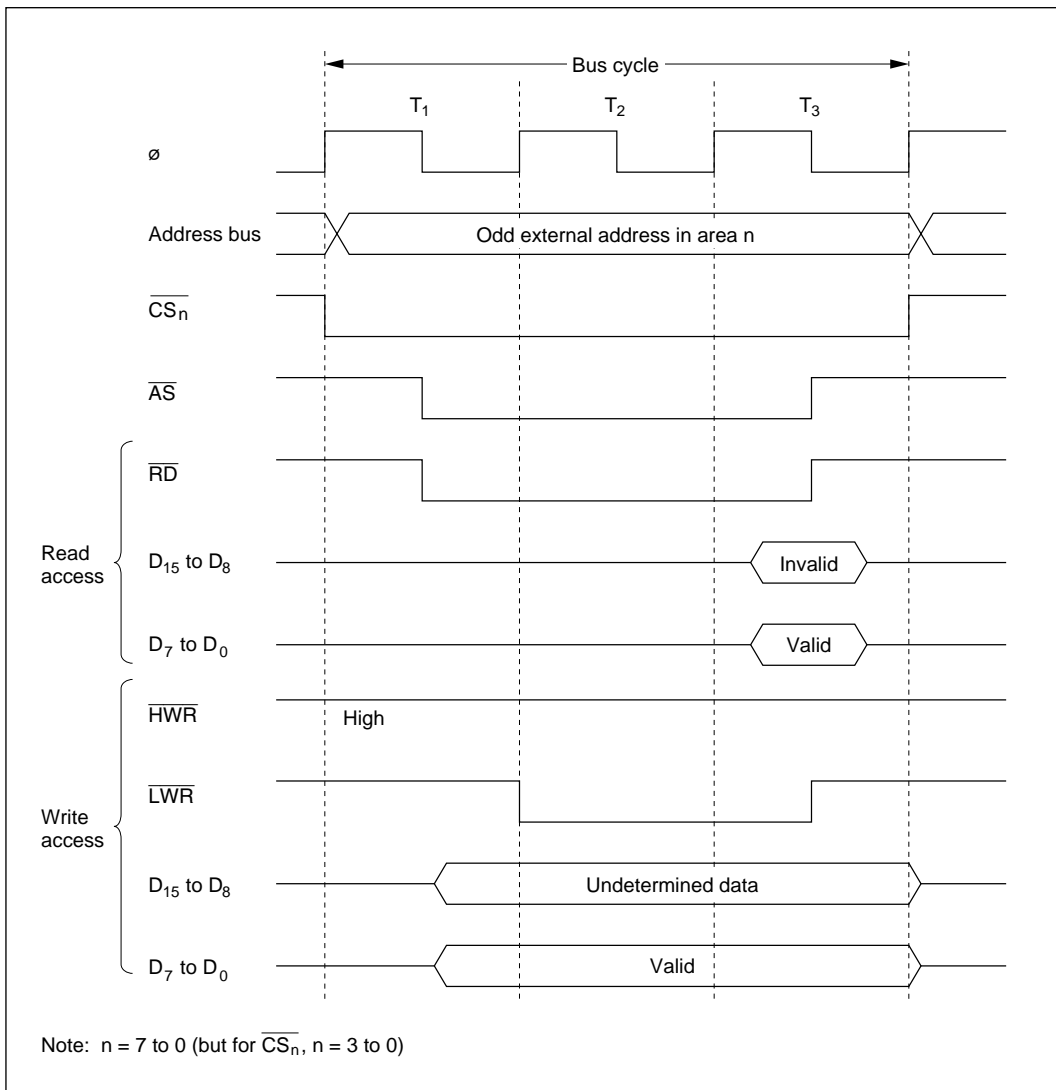 Bus cycle
T1 T2 T3
ø
Address bus Odd external address in area n
CSn
AS
RD
Read access
D15 to D8 Invalid
D7 to D0 Valid
HWR High
LWR
Write access
D15 to D8 Undetermined data
D7 to D0 Valid
Note: n = 7 to 0 (but for CSn, n = 3 to 0)